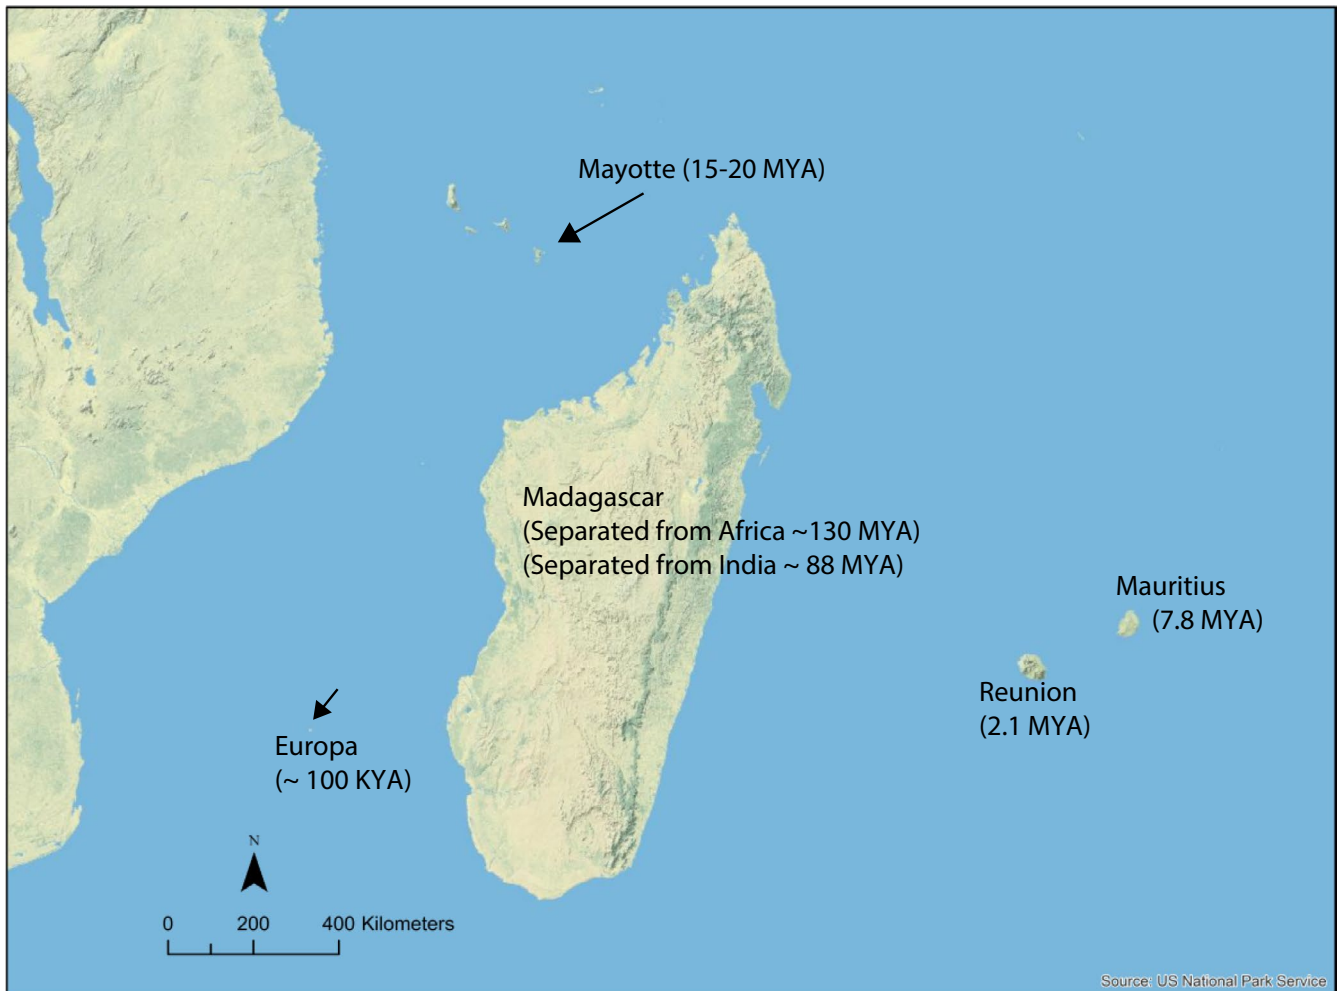 Mayotte (15-20 MYA)
Madagascar
(Separated from Africa ~130 MYA)
(Separated from India ~ 88 MYA)
Mauritius
(7.8 MYA)
Reunion
(2.1 MYA)
Europa
(~ 100 KYA)
N
0 200 400 Kilometers
Source: US National Park Service